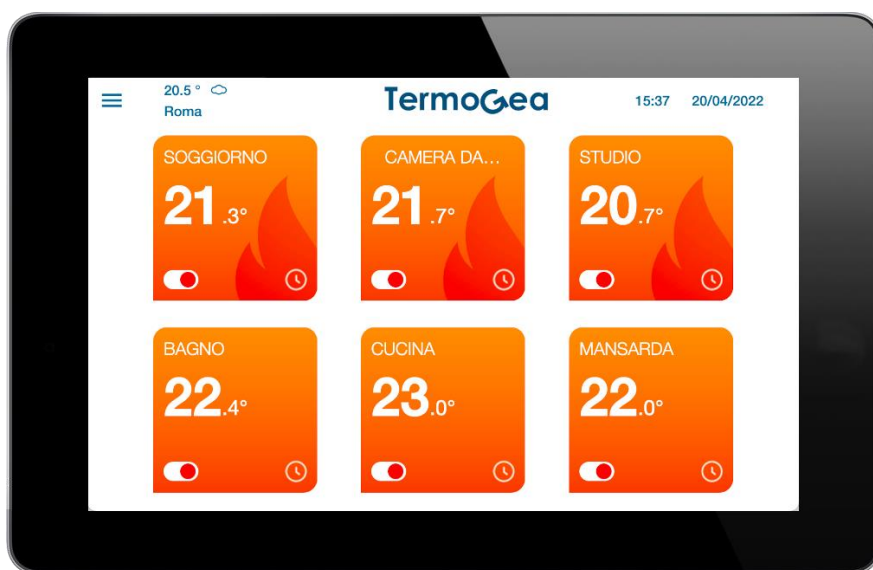 20.5 °
Roma
TermoGea
15:37 20/04/2022
SOGGIORNO
21.3°
CAMERA DA...
21.7°
STUDIO
20.7°
BAGNO
22.4°
CUCINA
23.0°
MANSARDA
22.0°